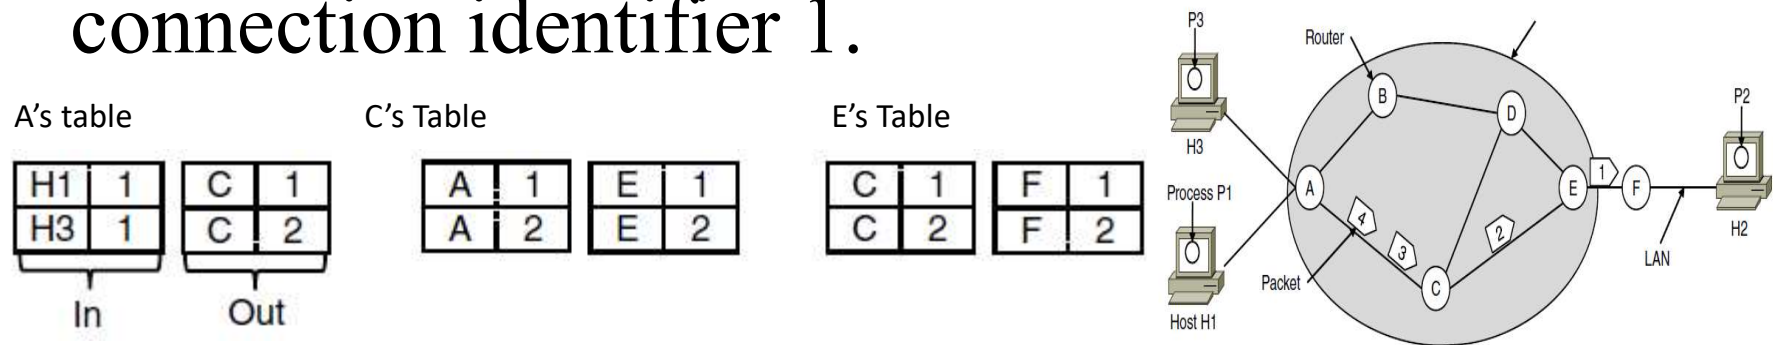 connection identifier 1.
A’s table
C’s Table
E’s Table
H1 1 C 1
H3 1 C 2
In Out
A 1 E 1
A 2 E 2
C 1 F 1
C 2 F 2
P3
Router
B
D
P2
H3
Process P1
A
E
1
F
H2
4
3
2
LAN
Packet
C
Host H1